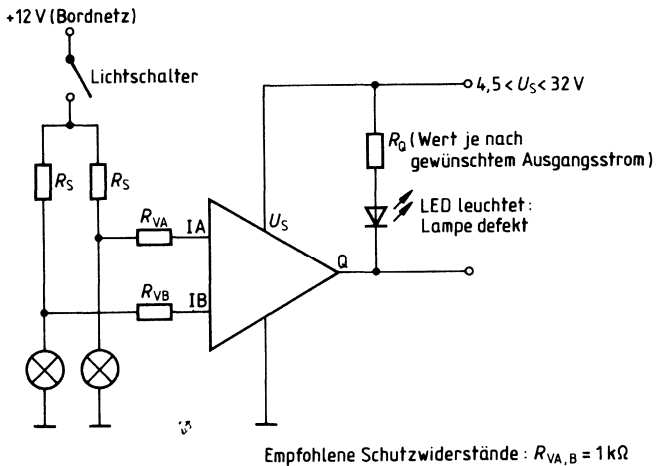 +12 V (Bordnetz)
Lichtschalter
4,5 < U_S < 32 V
R_Q (Wert je nach
gewünschtem Ausgangsstrom)
R_S
R_S
LED leuchtet:
Lampe defekt
R_VA
IA
U_S
Q
R_VB
IB
Empfohlene Schutzwiderstände: R_VA,B = 1 kΩ